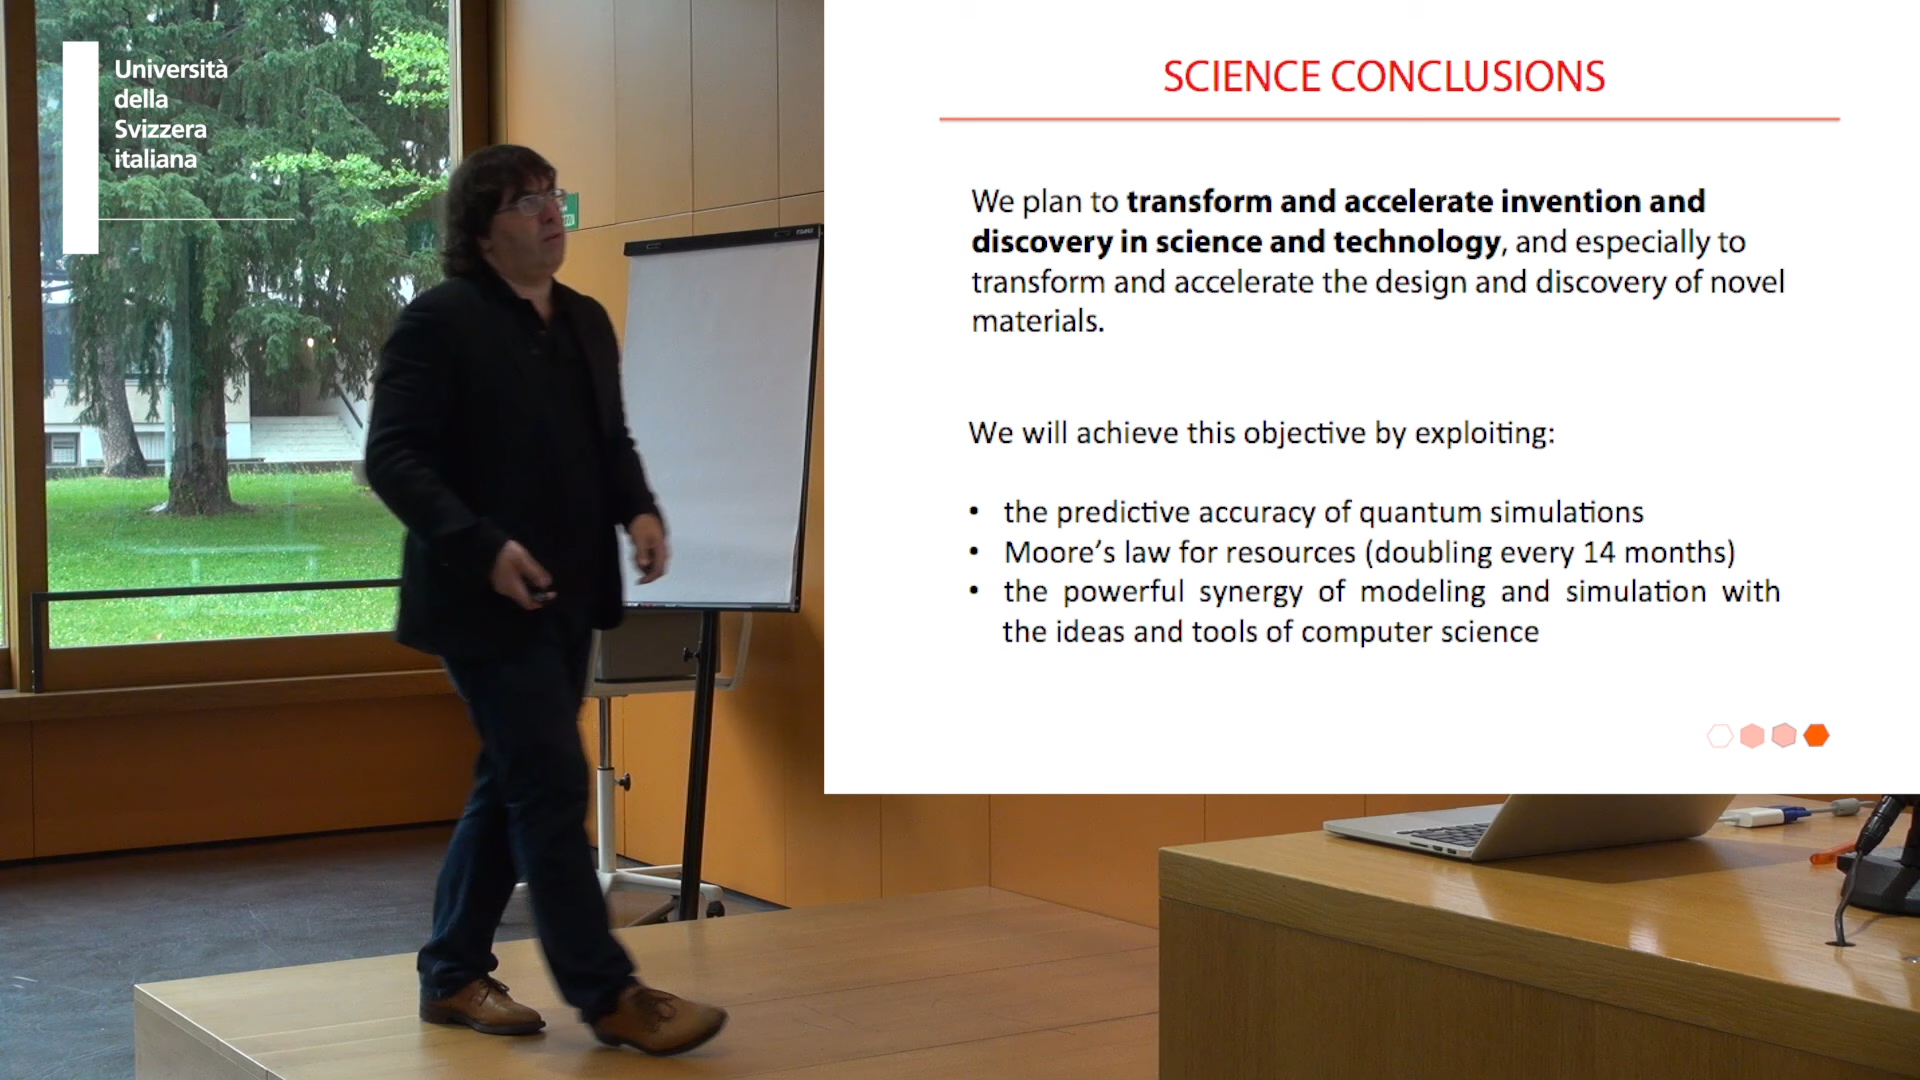 Università
della
Svizzera
italiana
SCIENCE CONCLUSIONS
We plan to transform and accelerate invention and
discovery in science and technology, and especially to
transform and accelerate the design and discovery of novel
materials.
We will achieve this objective by exploiting:
• the predictive accuracy of quantum simulations
• Moore's law for resources (doubling every 14 months)
• the powerful synergy of modeling and simulation with
the ideas and tools of computer science